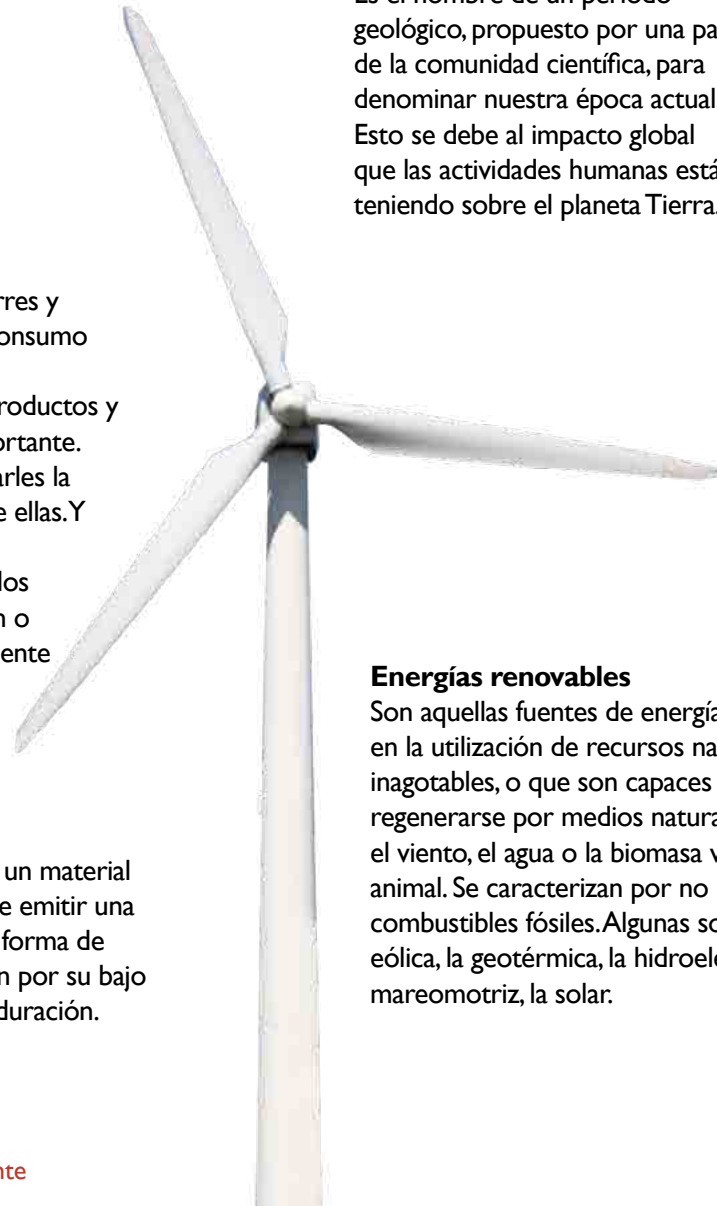 rres y
onsumo
roductos y
ortante.
arles la
e ellas. Y
los
n o
ente
un material
e emitir una
forma de
n por su bajo
duración.
nte
geológico, propuesto por una pa
de la comunidad científica, para
denominar nuestra época actual
Esto se debe al impacto global
que las actividades humanas está
teniendo sobre el planeta Tierra.
Energías renovables
Son aquellas fuentes de energía
en la utilización de recursos na
inagotables, o que son capaces
regenerarse por medios natura
el viento, el agua o la biomasa v
animal. Se caracterizan por no
combustibles fósiles. Algunas so
eólica, la geotérmica, la hidroele
mareomotriz, la solar.